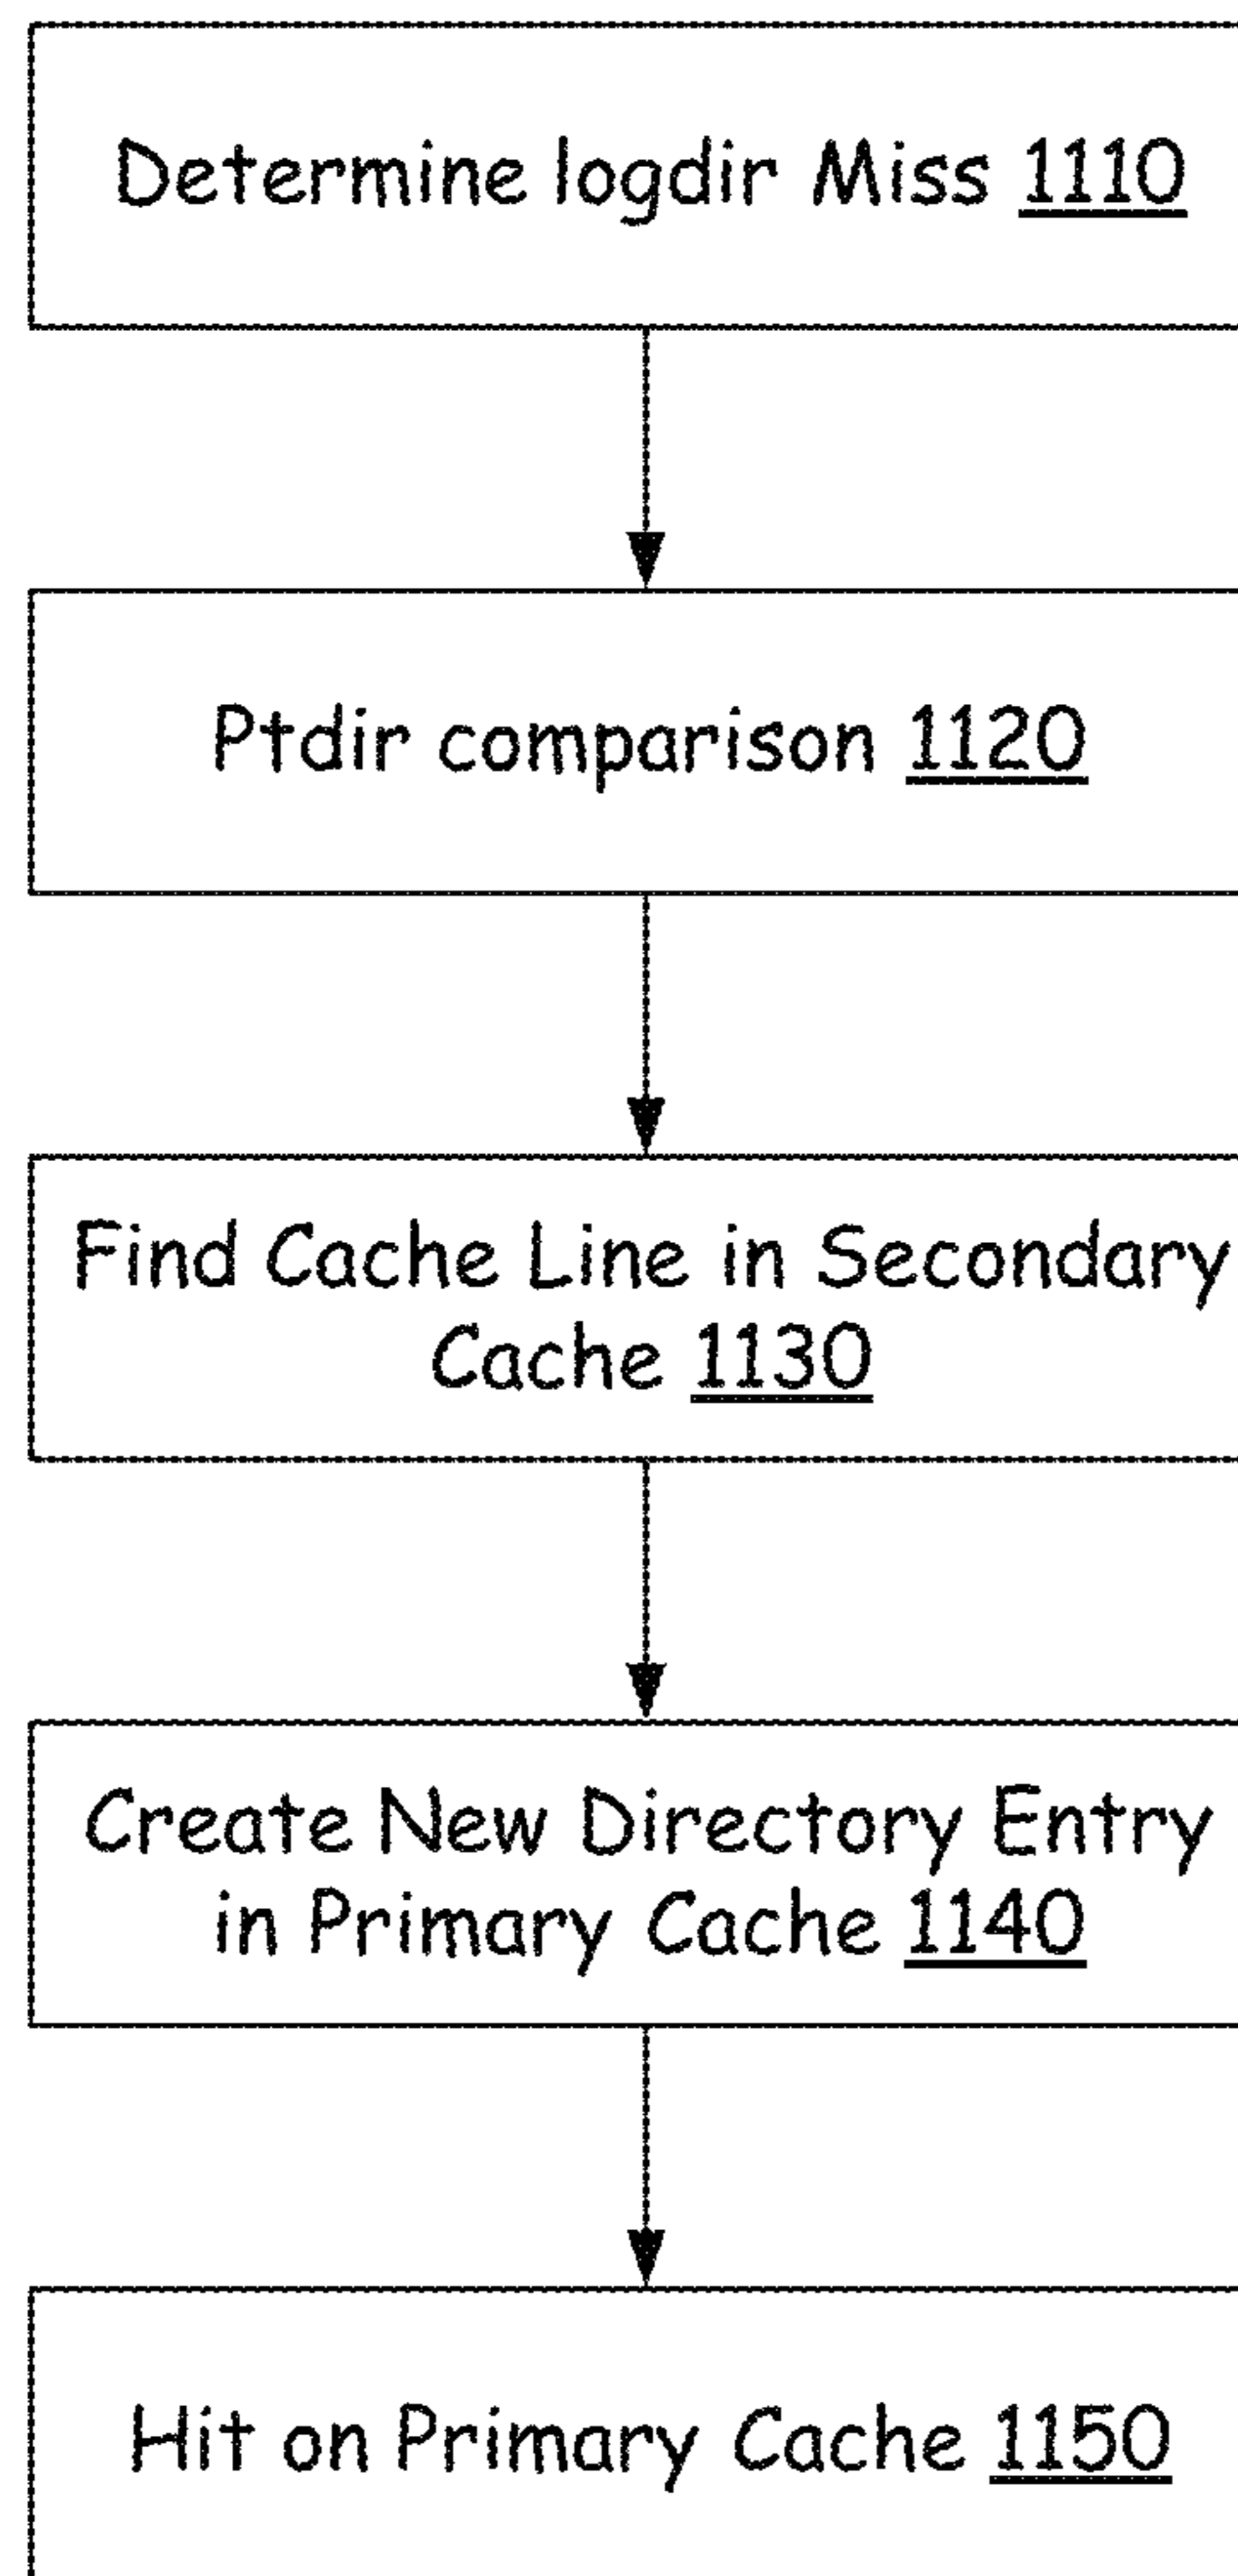 Determine logdir Miss 1110
Ptdir comparison 1120
Find Cache Line in Secondary
Cache 1130
Create New Directory Entry
in Primary Cache 1140
Hit on Primary Cache 1150